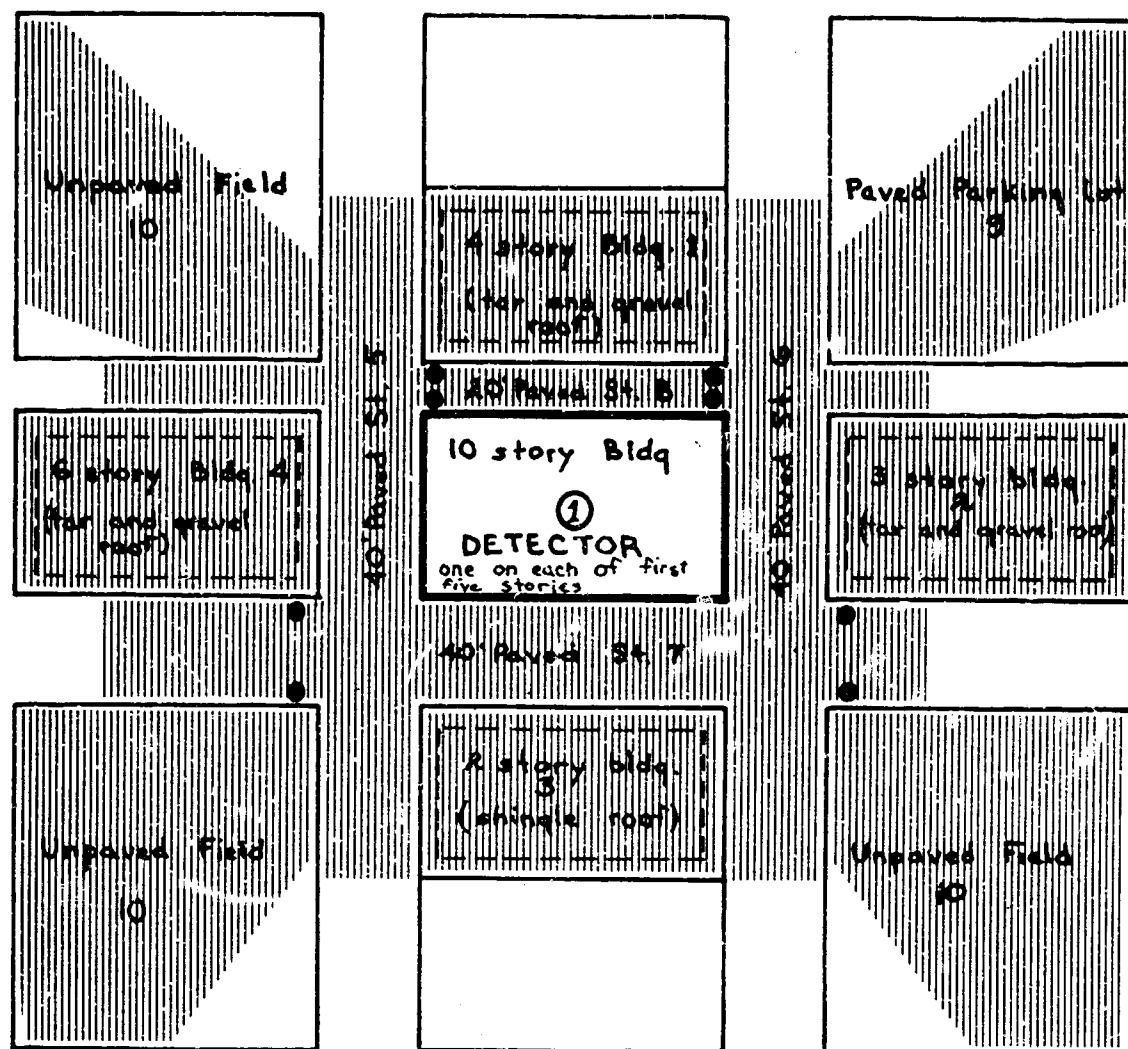 Unpaved Field
10
Paved Parking Lot
9
4 story Bldg. 1
(tar and gravel
roof)
40' Paved St. 5
20' Paved St. 8
40 Paved St. 6
6 story Bldg. 4
(tar and gravel
roof)
10 story Bldg
1
DETECTOR
one on each of first
five stories
3 story bldg.
2
(tar and gravel roof)
40' Paved St. 7
2 story bldg.
3
(shingle roof)
Unpaved Field
10
Unpaved Field
10